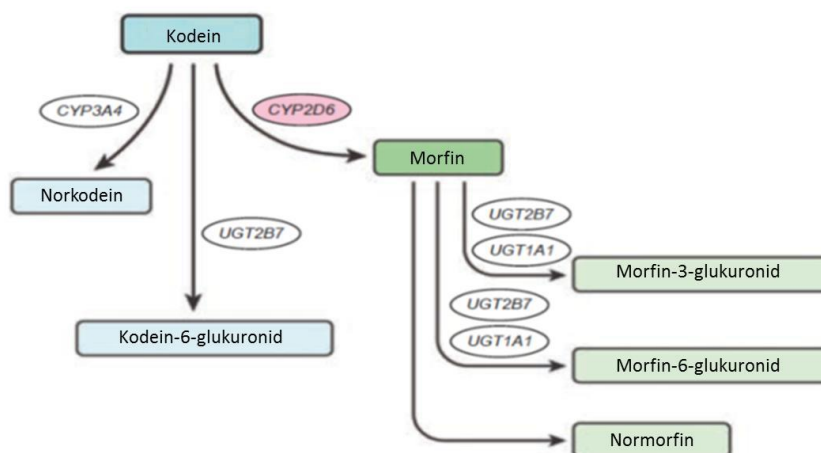 Kodein
CYP3A4
CYP2D6
Morfin
Norkodein
UGT2B7
UGT2B7
UGT1A1
Morfin-3-glukuronid
UGT2B7
Kodein-6-glukuronid
UGT1A1
Morfin-6-glukuronid
Normorfin